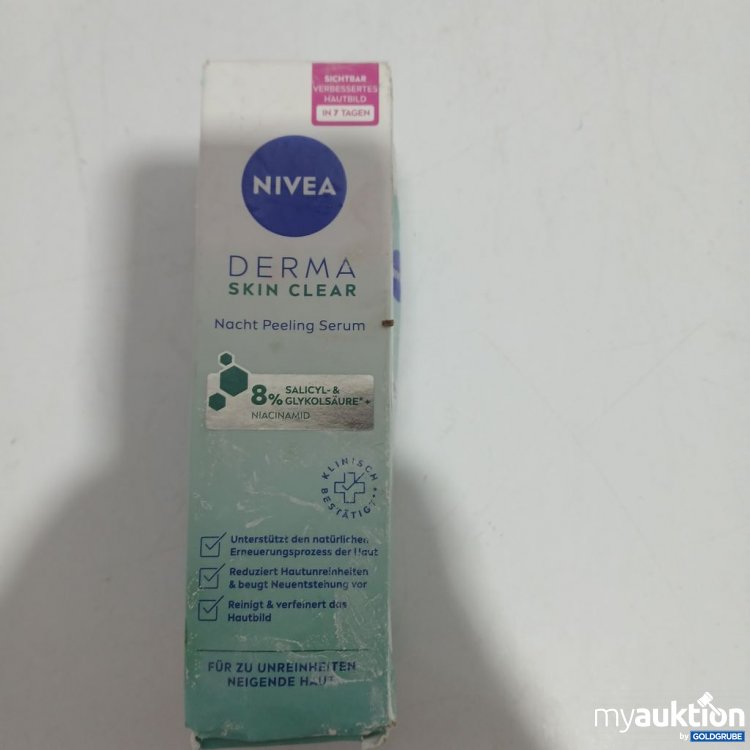 SICHTBAR
VERBESSERTES
HAUTBILD
IN 7 TAGEN
NIVEA
DERMA
SKIN CLEAR
Nacht Peeling Serum
8% SALICYL- &
GLYKOLSÄURE*+
NIACINAMID
KLINISCH
BESTÄTIGT**
Unterstützt den natürlichen
Erneuerungsprozess der Haut
Reduziert Hautunreinheiten
& beugt Neuentstehung vor
Reinigt & verfeinert das
Hautbild
FÜR ZU UNREINHEITEN
NEIGENDE HAUT
myauktion
by GOLDGRUBE